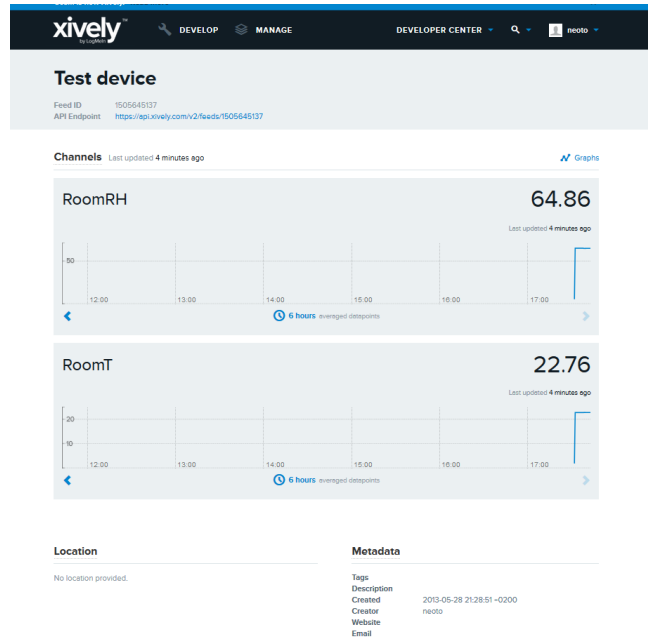 xively™
by LogMeIn
DEVELOP
MANAGE
DEVELOPER CENTER
neoto
Test device
Feed ID 1505645137
API Endpoint https://api.xively.com/v2/feeds/1505645137
Channels Last updated 4 minutes ago
Graphs
RoomRH
64.86
Last updated 4 minutes ago
50
12:00 13:00 14:00 15:00 16:00 17:00
6 hours averaged datapoints
RoomT
22.76
Last updated 4 minutes ago
20
10
12:00 13:00 14:00 15:00 16:00 17:00
6 hours averaged datapoints
Location
No location provided.
Metadata
Tags
Description
Created 2013-05-28 21:28:51 +0200
Creator neoto
Website
Email